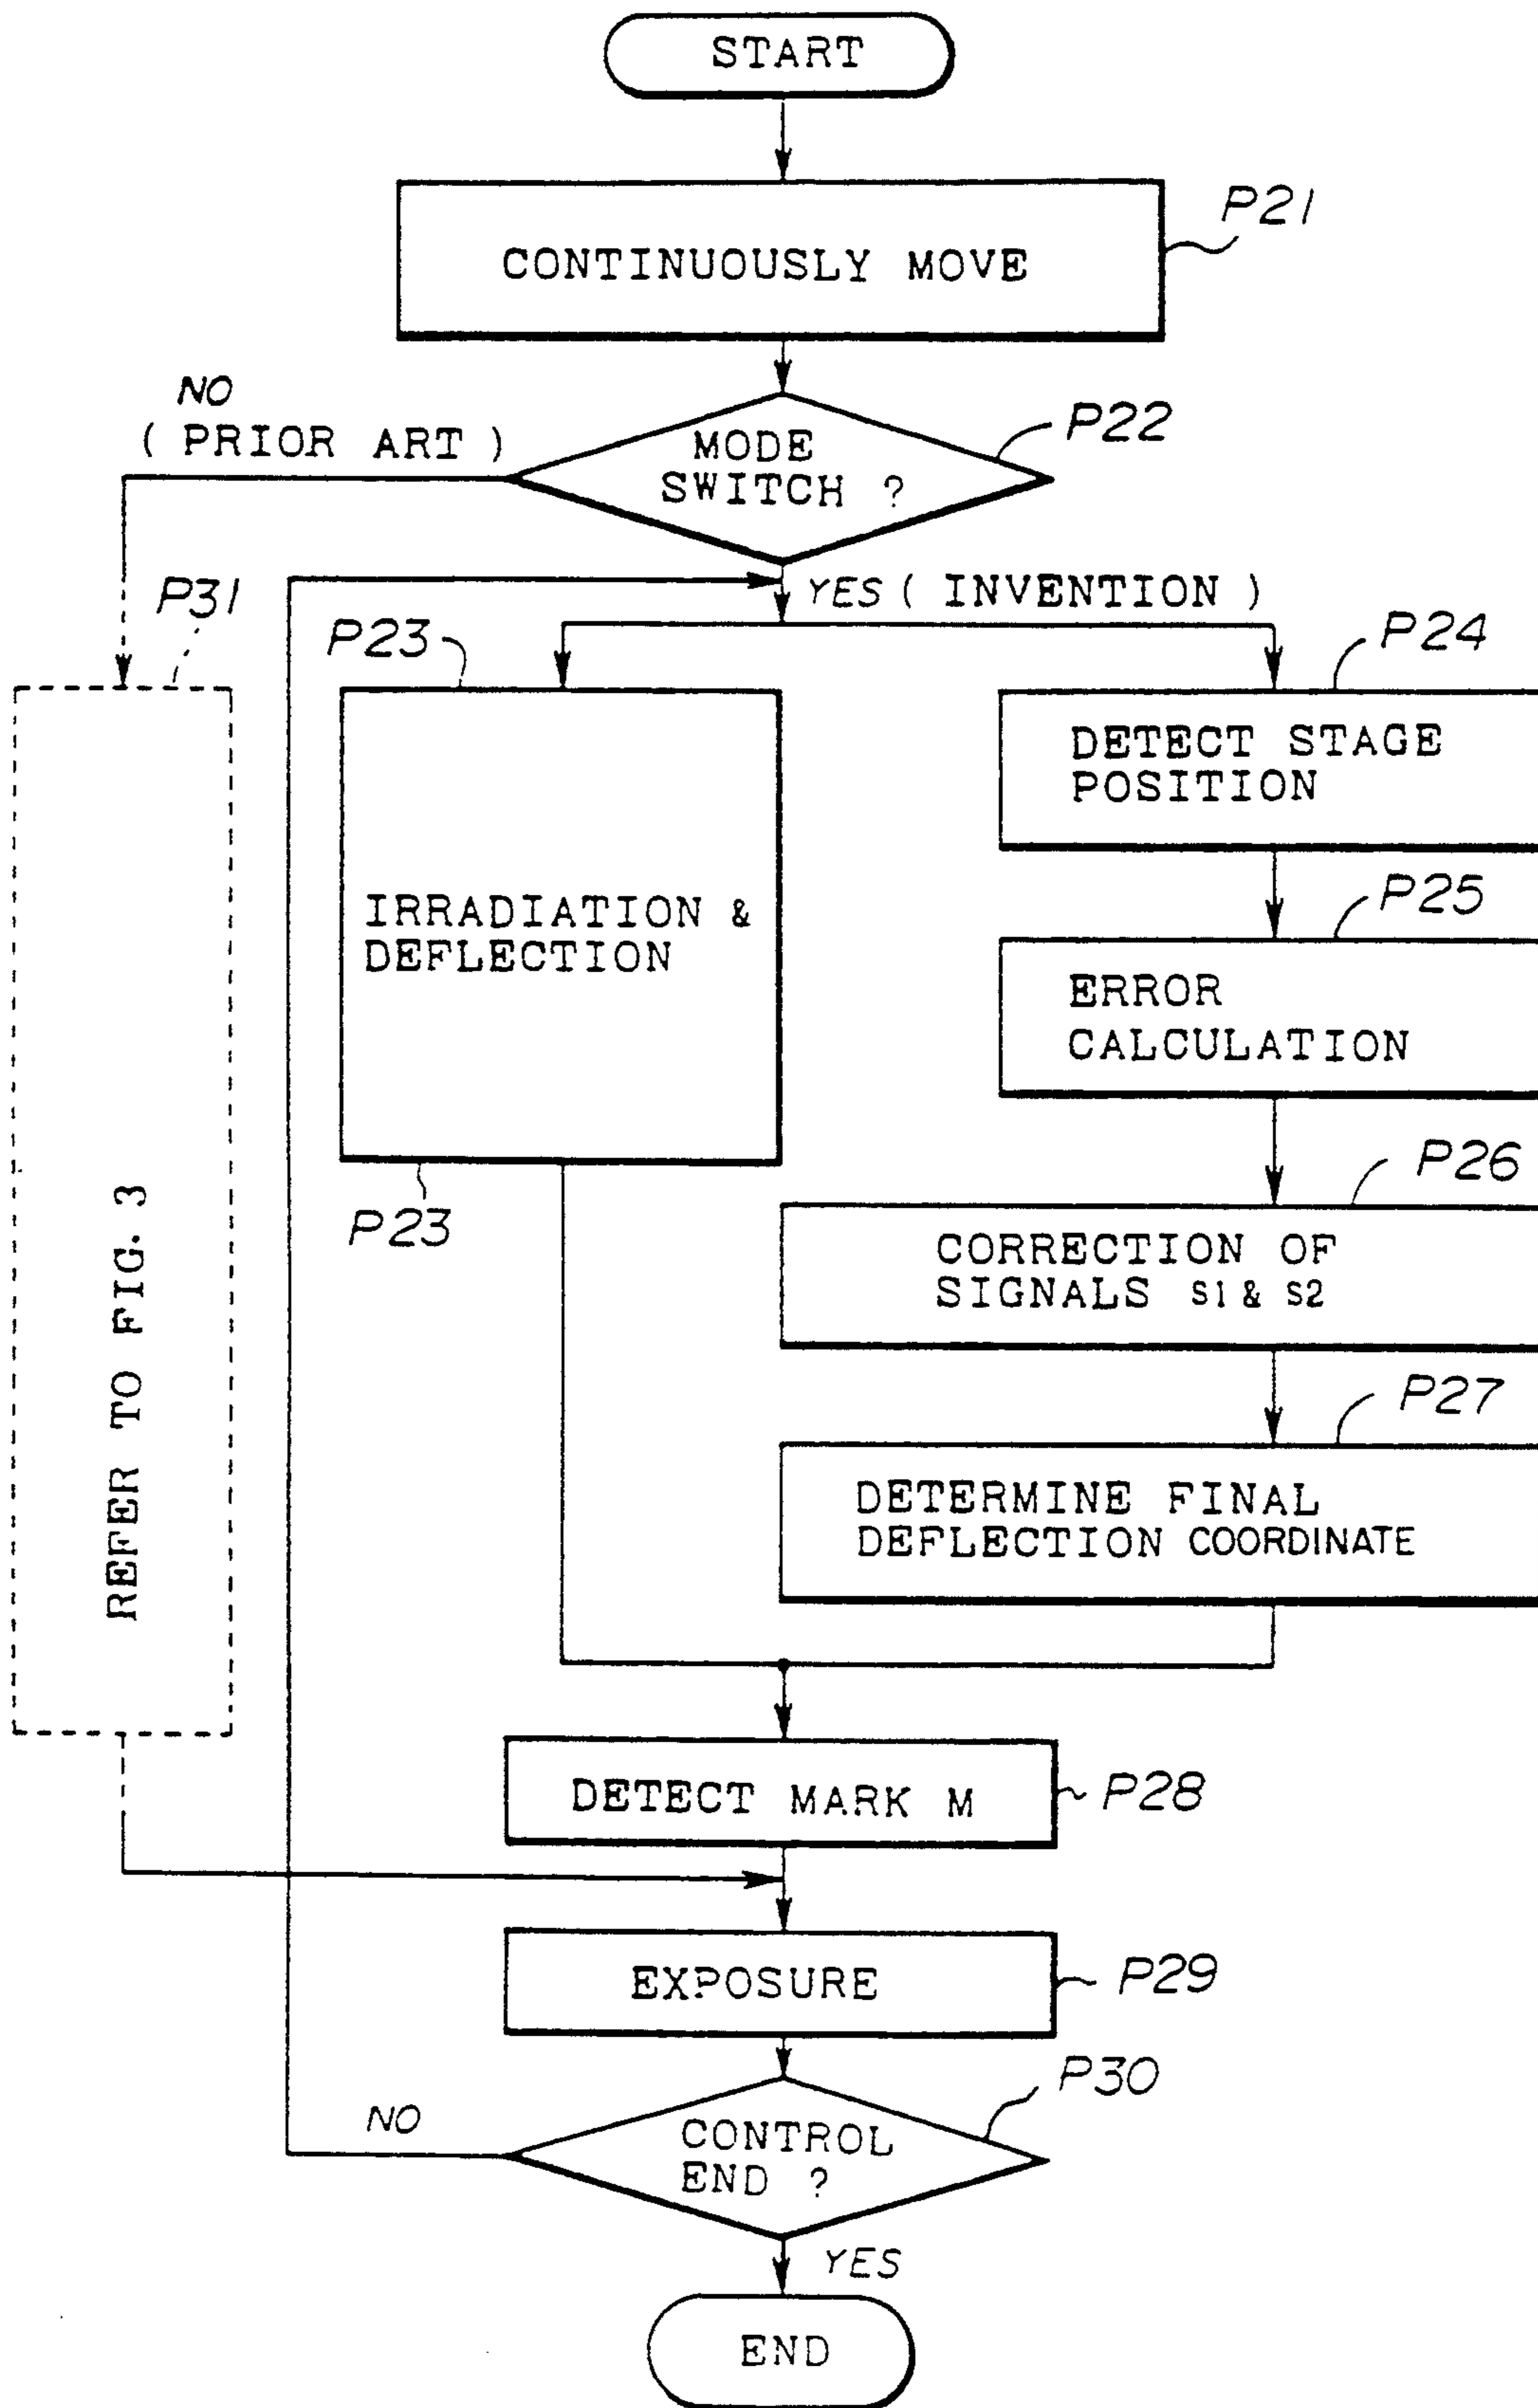 START
CONTINUOUSLY MOVE
P21
NO
( PRIOR ART )
MODE
SWITCH ?
P22
YES ( INVENTION )
P31
REFER TO FIG. 3
P23
IRRADIATION &
DEFLECTION
P23
P24
DETECT STAGE
POSITION
P25
ERROR
CALCULATION
P26
CORRECTION OF
SIGNALS S1 & S2
P27
DETERMINE FINAL
DEFLECTION COORDINATE
DETECT MARK M
P28
EXPOSURE
P29
P30
NO
CONTROL
END ?
YES
END